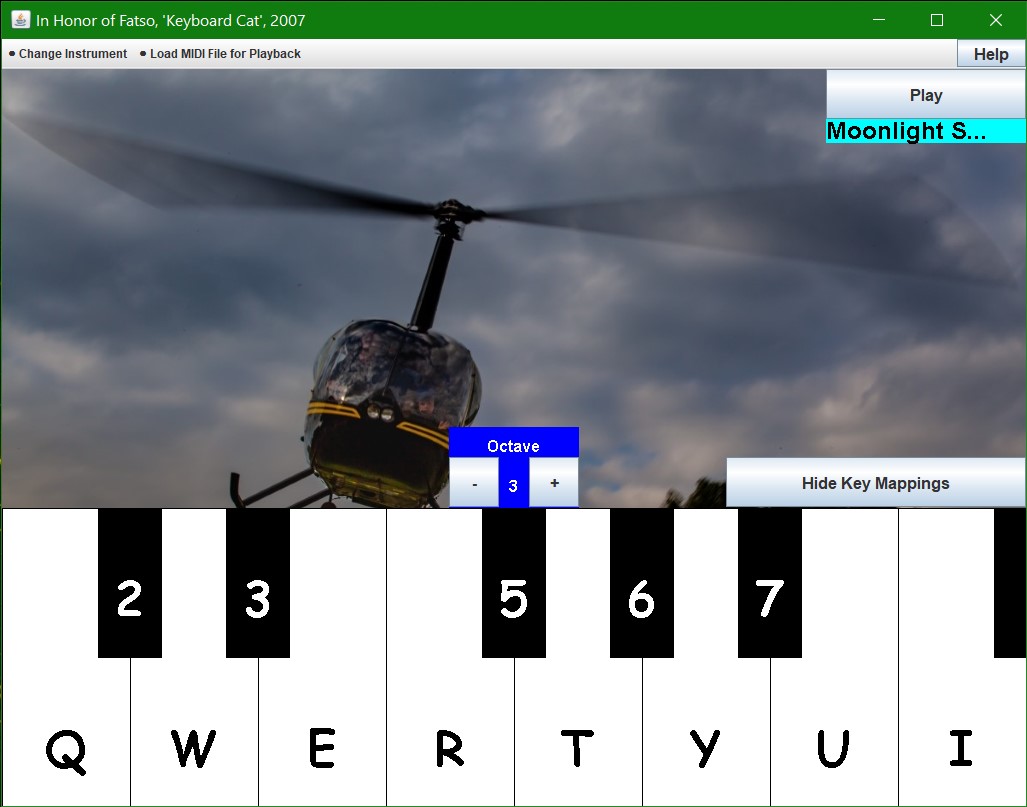 In Honor of Fatso, 'Keyboard Cat', 2007
• Change Instrument • Load MIDI File for Playback Help
Play
Moonlight S...
Octave
- 3 +
Hide Key Mappings
2 3 5 6 7
Q W E R T Y U I